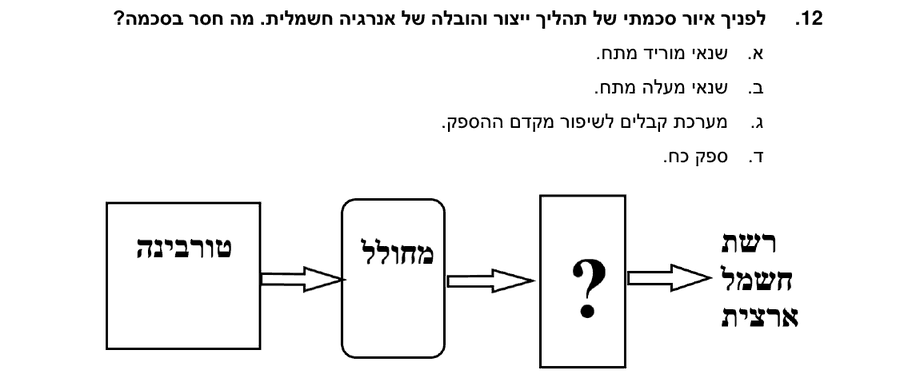 12. לפניך איור סכמתי של תהליך ייצור והובלה של אנרגיה חשמלית. מה חסר בסכמה?
א. שנאי מוריד מתח.
ב. שנאי מעלה מתח.
ג. מערכת קבלים לשיפור מקדם ההספק.
ד. ספק כח.
טורבינה
מחולל
?
רשת
חשמל
ארצית